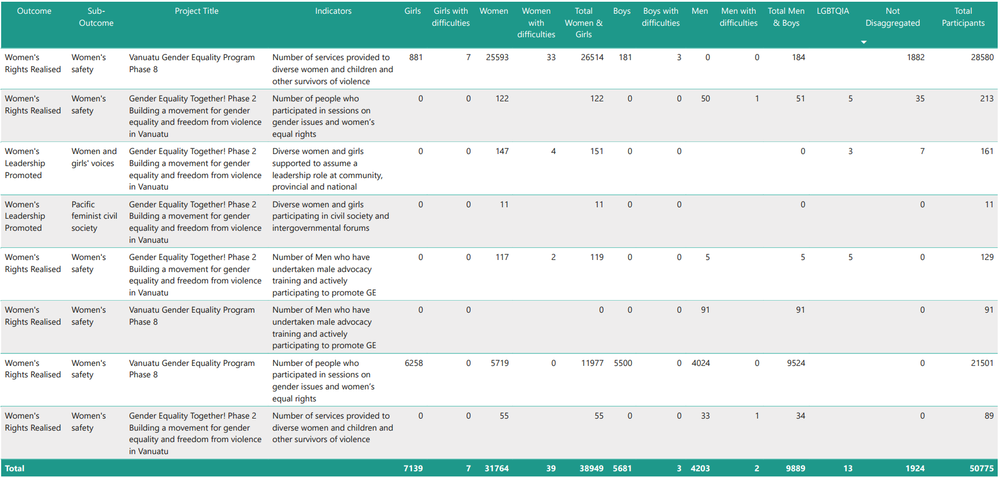 Outcome Sub-Outcome Project Title Indicators Girls Girls with difficulties Women Women with difficulties Total Women & Girls Boys Boys with difficulties Men Men with difficulties Total Men & Boys LGBTQIA Not Disaggregated Total Participants
Women's Rights Realised Women's safety Vanuatu Gender Equality Program Phase 8 Number of services provided to diverse women and children and other survivors of violence 881 7 25593 33 26514 181 3 0 0 184 1882 28580
Women's Rights Realised Women's safety Gender Equality Together! Phase 2 Building a movement for gender equality and freedom from violence in Vanuatu Number of people who participated in sessions on gender issues and women’s equal rights 0 0 122 122 0 0 50 1 51 5 35 213
Women's Leadership Promoted Women and girls' voices Gender Equality Together! Phase 2 Building a movement for gender equality and freedom from violence in Vanuatu Diverse women and girls supported to assume a leadership role at community, provincial and national 0 0 147 4 151 0 0 0 3 7 161
Women's Leadership Promoted Pacific feminist civil society Gender Equality Together! Phase 2 Building a movement for gender equality and freedom from violence in Vanuatu Diverse women and girls participating in civil society and intergovernmental forums 0 0 11 11 0 0 0 0 11
Women's Rights Realised Women's safety Gender Equality Together! Phase 2 Building a movement for gender equality and freedom from violence in Vanuatu Number of Men who have undertaken male advocacy training and actively participating to promote GE 0 0 117 2 119 0 0 5 5 5 0 129
Women's Rights Realised Women's safety Vanuatu Gender Equality Program Phase 8 Number of Men who have undertaken male advocacy training and actively participating to promote GE 0 0 0 0 0 91 91 0 91
Women's Rights Realised Women's safety Vanuatu Gender Equality Program Phase 8 Number of people who participated in sessions on gender issues and women’s equal rights 6258 0 5719 0 11977 5500 0 4024 0 9524 0 21501
Women's Rights Realised Women's safety Gender Equality Together! Phase 2 Building a movement for gender equality and freedom from violence in Vanuatu Number of services provided to diverse women and children and other survivors of violence 0 0 55 55 0 0 33 1 34 0 89
Total 7139 7 31764 39 38949 5681 3 4203 2 9889 13 1924 50775